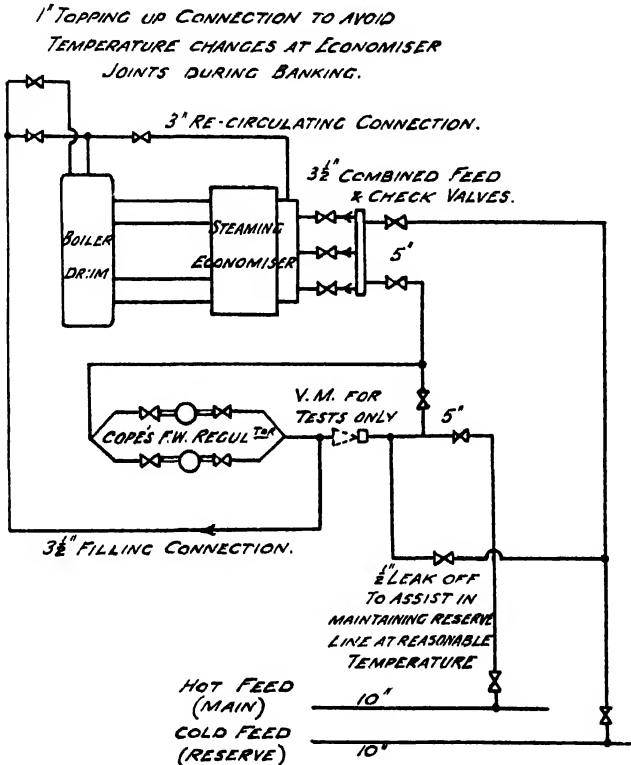 1" TOPPING UP CONNECTION TO AVOID
TEMPERATURE CHANGES AT ECONOMISER
JOINTS DURING BANKING.
3" RE-CIRCULATING CONNECTION.
3½" COMBINED FEED
& CHECK VALVES.
BOILER
DRUM
STEAMING
ECONOMISER
5"
V.M. FOR
TESTS ONLY
5"
COPE'S F.W. REGULTOR
3½" FILLING CONNECTION.
½" LEAK OFF
TO ASSIST IN
MAINTAINING RESERVE
LINE AT REASONABLE
TEMPERATURE
HOT FEED
(MAIN)
10"
COLD FEED
(RESERVE)
10"